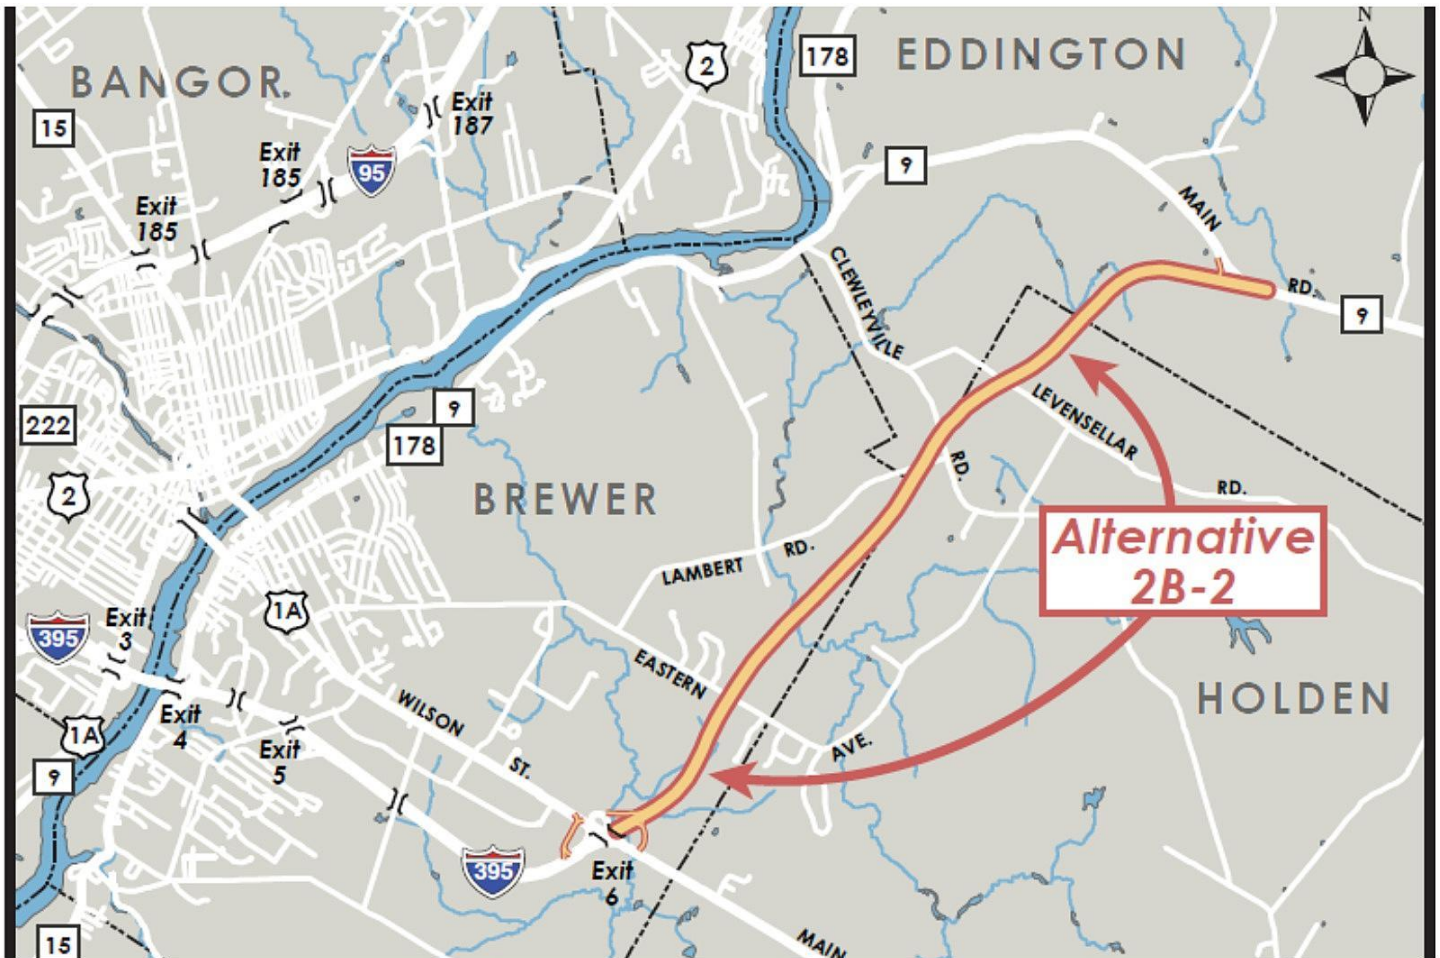 N
178
EDDINGTON
2
BANGOR
Exit
187
15
Exit
185
95
9
Exit
185
MAIN
CLEWLEYVILLE
RD.
9
9
222
178
LEVENSELLAR
2
RD.
RD.
BREWER
Alternative
2B-2
LAMBERT
RD.
1A
Exit
3
395
EASTERN
HOLDEN
WILSON
Exit
4
1A
AVE.
Exit
5
ST.
9
395
Exit
6
15
MAIN